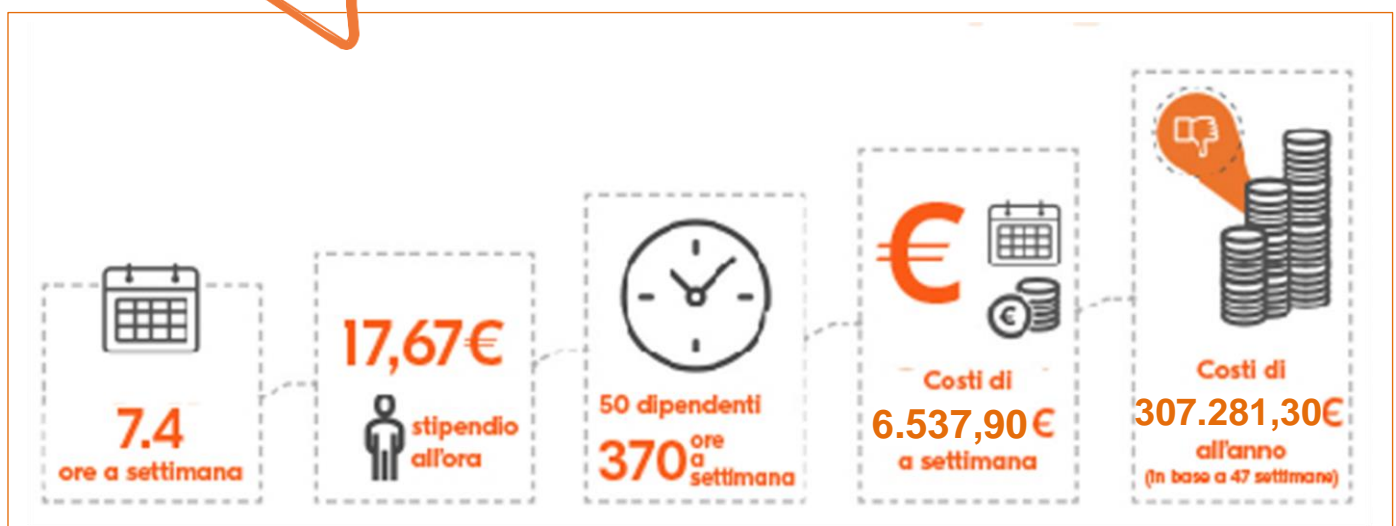 7.4
ore a settimana
17,67€
stipendio
all'ora
50 dipendenti
370 ore
a
settimana
€
€
Costi di
6.537,90 €
a settimana
Costi di
307.281,30€
all'anno
(in base a 47 settimane)